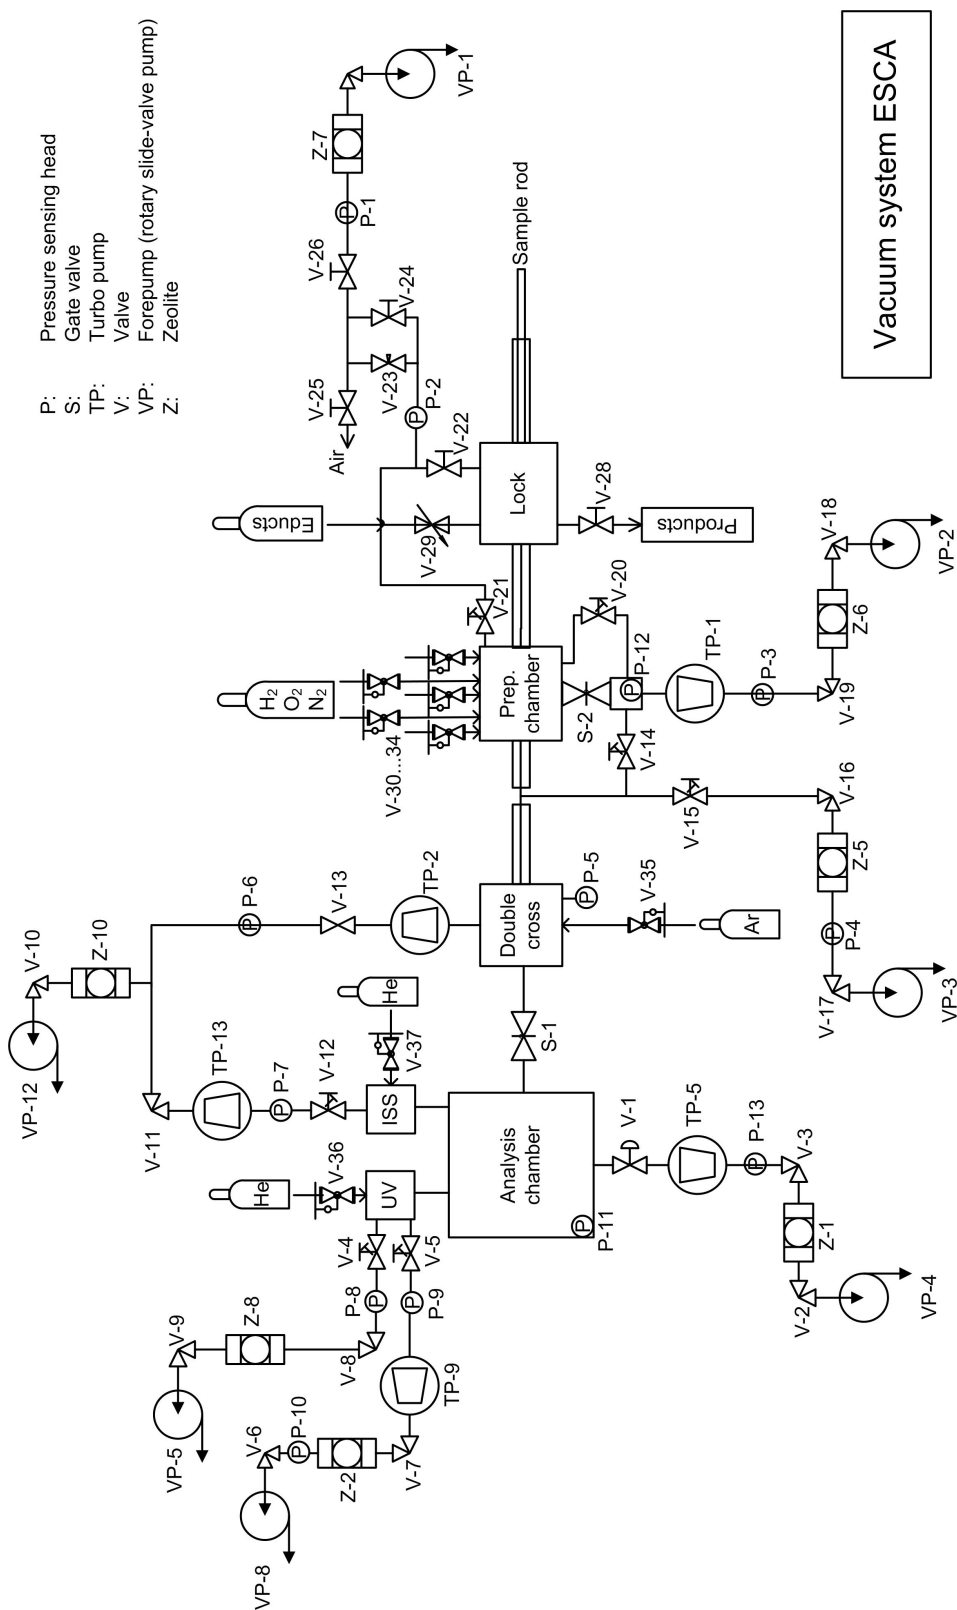 P: Pressure sensing head
S: Gate valve
TP: Turbo pump
V: Valve
VP: Forepump (rotary slide-valve pump)
Z: Zeolite
VP-12
V-10
Z-10
VP-5
V-9
Z-8
V-11
TP-13
P-7
V-12
P-6
V-13
TP-2
He
V-37
ISS
VP-8
V-6
P
P-10
Z-2
V-7
V-8
P
P-8
V-4
P
P-9
V-5
TP-9
He
V-36
UV
P
P
H2
O2
N2
V-30...34
Educts
V-29
Air
V-25
V-26
V-23
V-24
P
P-2
V-22
V-21
P
P-1
Z-7
VP-1
Analysis
chamber
P
P-11
S-1
Double
cross
P
P-5
Prep.
chamber
Lock
Sample rod
V-1
TP-5
P
P-13
V-3
Z-1
V-2
VP-4
V-35
Ar
S-2
V-20
P
P-12
V-14
TP-1
P
P-3
V-19
Z-6
V-18
VP-2
V-28
Products
V-15
V-16
Z-5
P
P-4
V-17
VP-3
Vacuum system ESCA